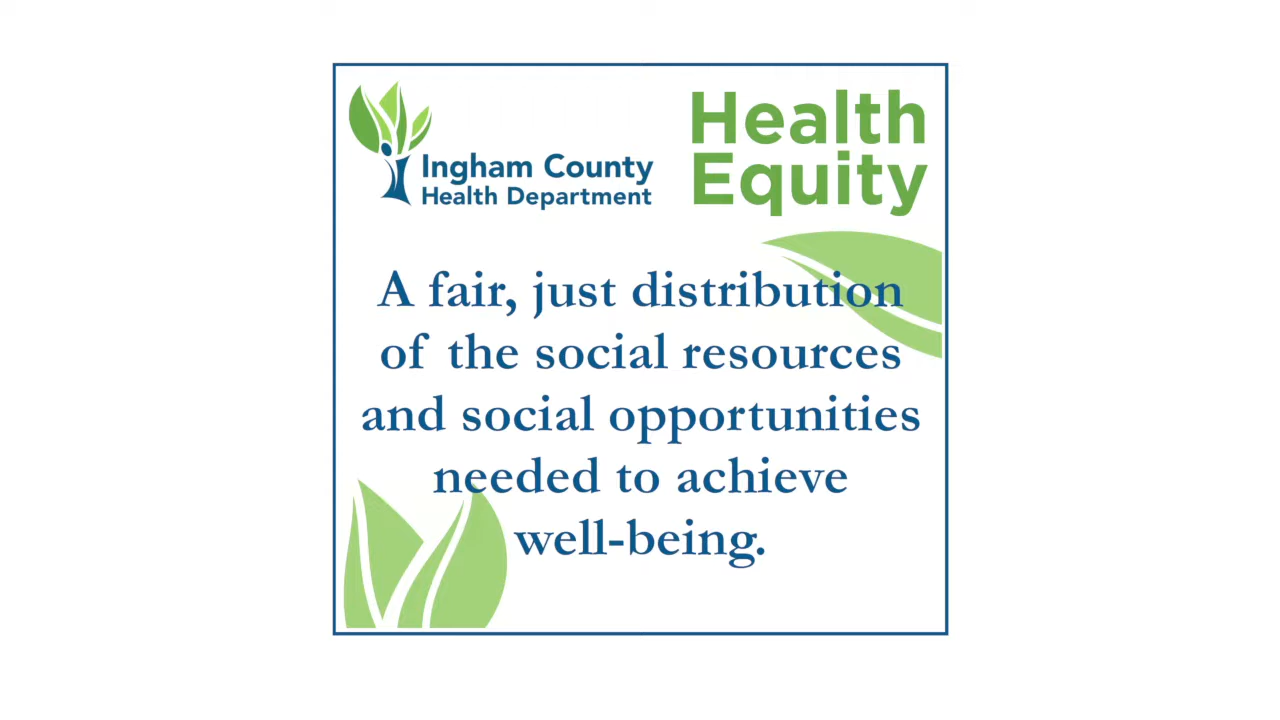 Ingham County
Health Department
Health
Equity
A fair, just distribution
of the social resources
and social opportunities
needed to achieve
well-being.